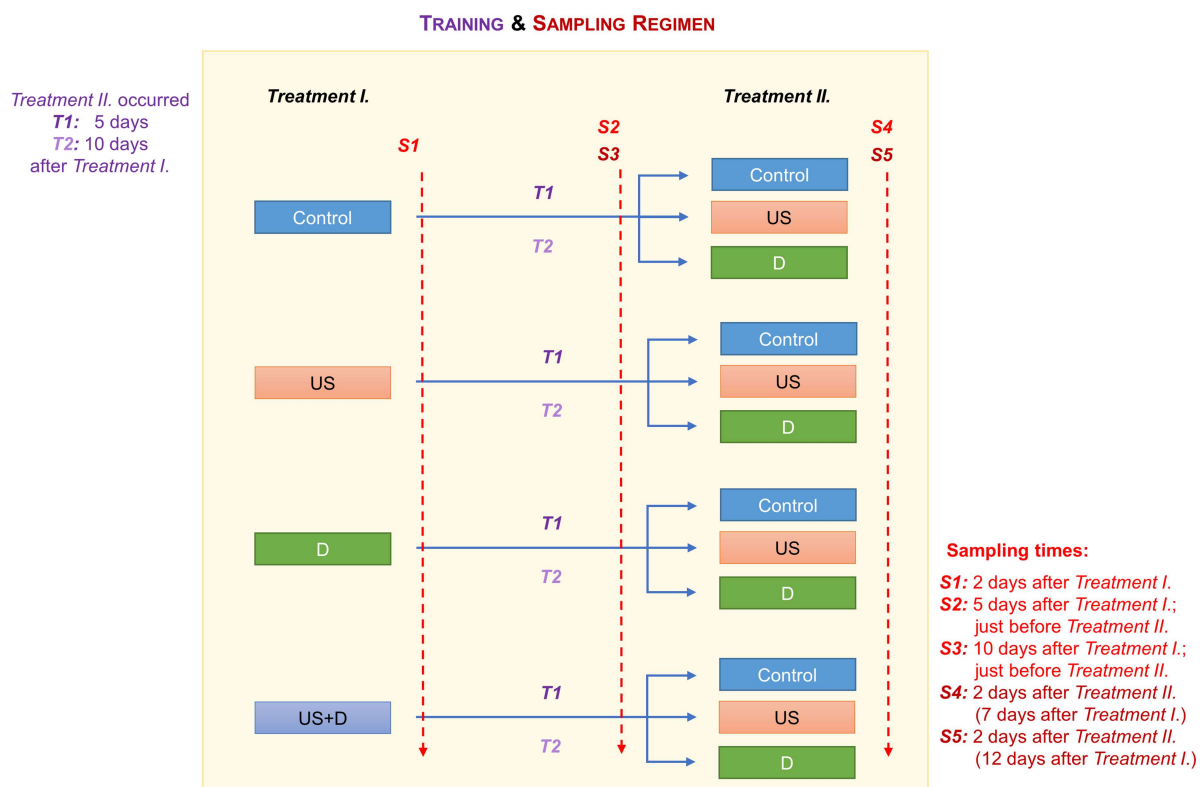 TRAINING & SAMPLING REGIMEN
Treatment II. occurred
T1: 5 days
T2: 10 days
after Treatment I.
Treatment I.
Treatment II.
S1
S2
S3
S4
S5
Control
T1
T2
Control
US
D
US
T1
T2
Control
US
D
D
T1
T2
Control
US
D
US+D
T1
T2
Control
US
D
Sampling times:
S1: 2 days after Treatment I.
S2: 5 days after Treatment I.;
just before Treatment II.
S3: 10 days after Treatment I.;
just before Treatment II.
S4: 2 days after Treatment II.
(7 days after Treatment I.)
S5: 2 days after Treatment II.
(12 days after Treatment I.)